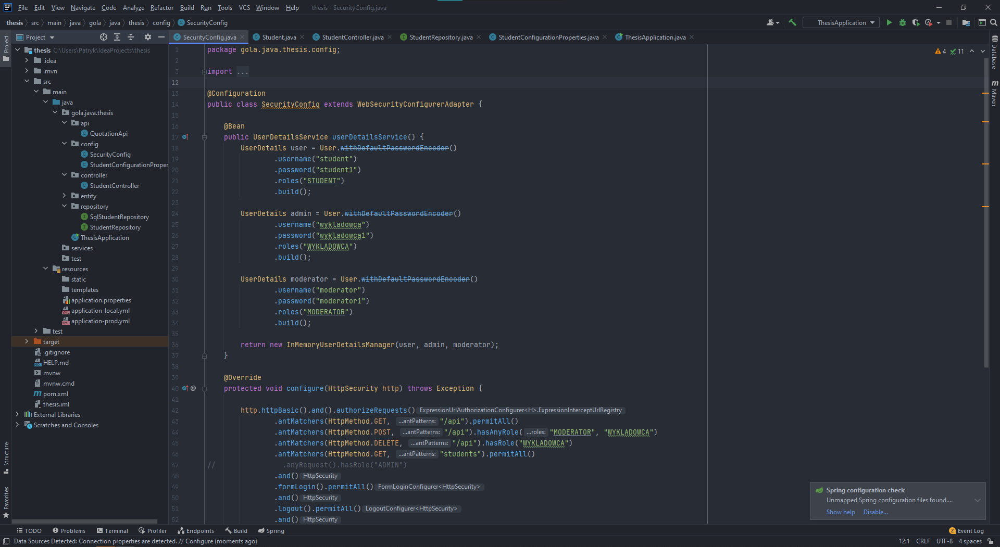 File Edit View Navigate Code Analyze Refactor Build Run Tools VCS Window Help thesis - SecurityConfig.java
thesis src main java gola java thesis config SecurityConfig
ThesisApplication
Project
SecurityConfig.java Student.java StudentController.java StudentRepository.java StudentConfigurationProperties.java ThesisApplication.java
Project
thesis C:\Users\Patryk\IdeaProjects\thesis
.idea
.mvn
src
main
java
gola.java.thesis
api
QuotationApi
config
SecurityConfig
StudentConfigurationProper
controller
StudentController
entity
repository
SqlStudentRepository
StudentRepository
ThesisApplication
services
test
resources
static
templates
application.properties
application-local.yml
application-prod.yml
test
target
.gitignore
HELP.md
mvnw
mvnw.cmd
pom.xml
thesis.iml
External Libraries
Scratches and Consoles
Structure
Favorites
1 package gola.java.thesis.config;
2
3 import ...
12
13 @Configuration
14 public class SecurityConfig extends WebSecurityConfigurerAdapter {
15
16 @Bean
17 public UserDetailsService userDetailsService() {
18 UserDetails user = User.withDefaultPasswordEncoder()
19 .username("student")
20 .password("student1")
21 .roles("STUDENT")
22 .build();
23
24 UserDetails admin = User.withDefaultPasswordEncoder()
25 .username("wykladowca")
26 .password("wykladowca1")
27 .roles("WYKLADOWCA")
28 .build();
29
30 UserDetails moderator = User.withDefaultPasswordEncoder()
31 .username("moderator")
32 .password("moderator1")
33 .roles("MODERATOR")
34 .build();
35
36 return new InMemoryUserDetailsManager(user, admin, moderator);
37 }
38
39 @Override
40 @ protected void configure(HttpSecurity http) throws Exception {
41
42 http.httpBasic().and().authorizeRequests() ExpressionUrlAuthorizationConfigurer<H>.ExpressionInterceptUrlRegistry
43 .antMatchers(HttpMethod.GET, ...antPatterns: "/api").permitAll()
44 .antMatchers(HttpMethod.POST, ...antPatterns: "/api").hasAnyRole( ...roles: "MODERATOR", "WYKLADOWCA")
45 .antMatchers(HttpMethod.DELETE, ...antPatterns: "/api").hasRole("WYKLADOWCA")
46 .antMatchers(HttpMethod.GET, ...antPatterns: "students").permitAll()
47 // .anyRequest().hasRole("ADMIN")
48 .and() HttpSecurity
49 .formLogin().permitAll() FormLoginConfigurer<HttpSecurity>
50 .and() HttpSecurity
51 .logout().permitAll() LogoutConfigurer<HttpSecurity>
52 .and() HttpSecurity
4 11
Database
m Maven
Spring configuration check
Unmapped Spring configuration files found....
Show help Disable...
TODO Problems Terminal Profiler Endpoints Build Spring 2 Event Log
Data Sources Detected: Connection properties are detected. // Configure (moments ago) 12:1 CRLF UTF-8 4 spaces